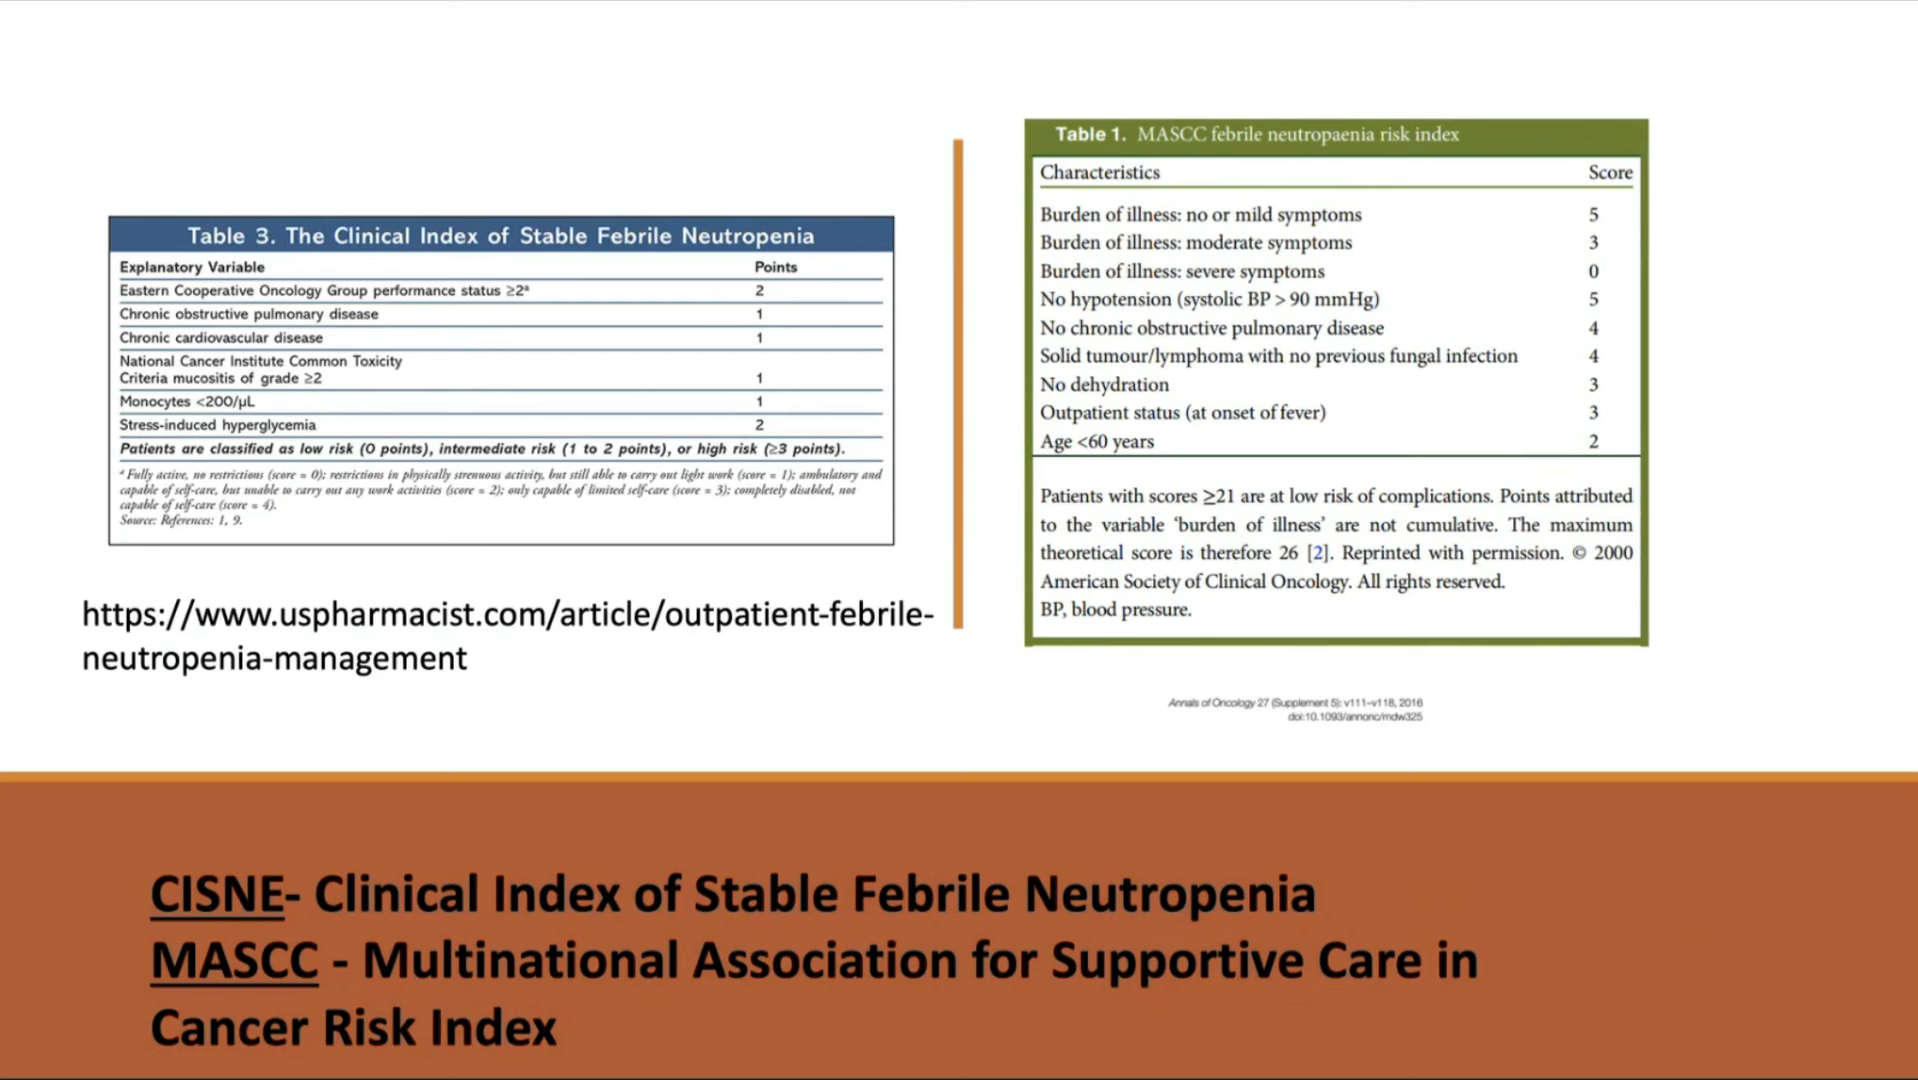 Table 3. The Clinical Index of Stable Febrile Neutropenia
Explanatory Variable Points
Eastern Cooperative Oncology Group performance status ≥2ᵃ 2
Chronic obstructive pulmonary disease 1
Chronic cardiovascular disease 1
National Cancer Institute Common Toxicity
Criteria mucositis of grade ≥2 1
Monocytes <200/µL 1
Stress-induced hyperglycemia 2
Patients are classified as low risk (0 points), intermediate risk (1 to 2 points), or high risk (≥3 points).
ᵃ Fully active, no restrictions (score = 0); restrictions in physically strenuous activity, but still able to carry out light work (score = 1); ambulatory and
capable of self-care, but unable to carry out any work activities (score = 2); only capable of limited self-care (score = 3); completely disabled, not
capable of self-care (score = 4).
Source: References: 1, 9.
https://www.uspharmacist.com/article/outpatient-febrile-
neutropenia-management
Table 1. MASCC febrile neutropaenia risk index
Characteristics Score
Burden of illness: no or mild symptoms 5
Burden of illness: moderate symptoms 3
Burden of illness: severe symptoms 0
No hypotension (systolic BP > 90 mmHg) 5
No chronic obstructive pulmonary disease 4
Solid tumour/lymphoma with no previous fungal infection 4
No dehydration 3
Outpatient status (at onset of fever) 3
Age <60 years 2
Patients with scores ≥21 are at low risk of complications. Points attributed
to the variable ‘burden of illness’ are not cumulative. The maximum
theoretical score is therefore 26 [2]. Reprinted with permission. © 2000
American Society of Clinical Oncology. All rights reserved.
BP, blood pressure.
Annals of Oncology 27 (Supplement 5): v111–v118, 2016
doi:10.1093/annonc/mdw325
CISNE- Clinical Index of Stable Febrile Neutropenia
MASCC - Multinational Association for Supportive Care in
Cancer Risk Index